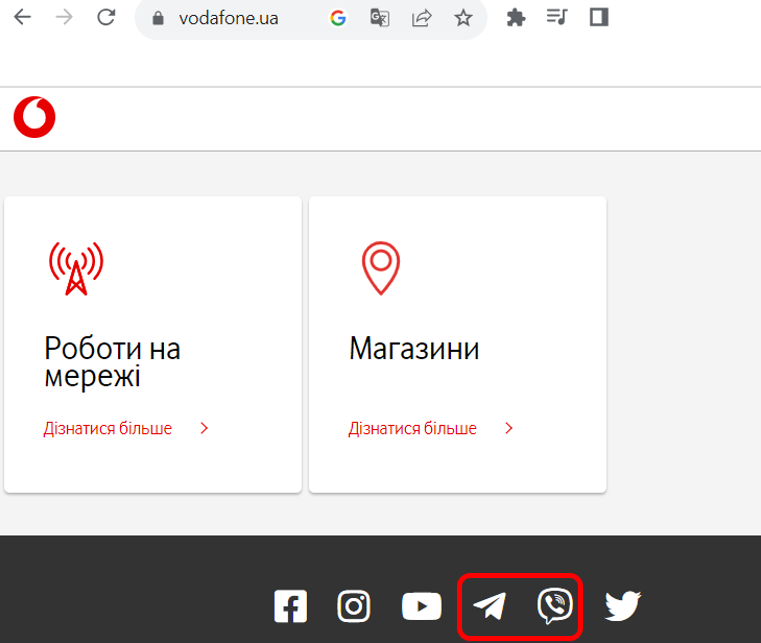 vodafone.ua
Роботи на
мережі
Дізнатися більше
Магазини
Дізнатися більше